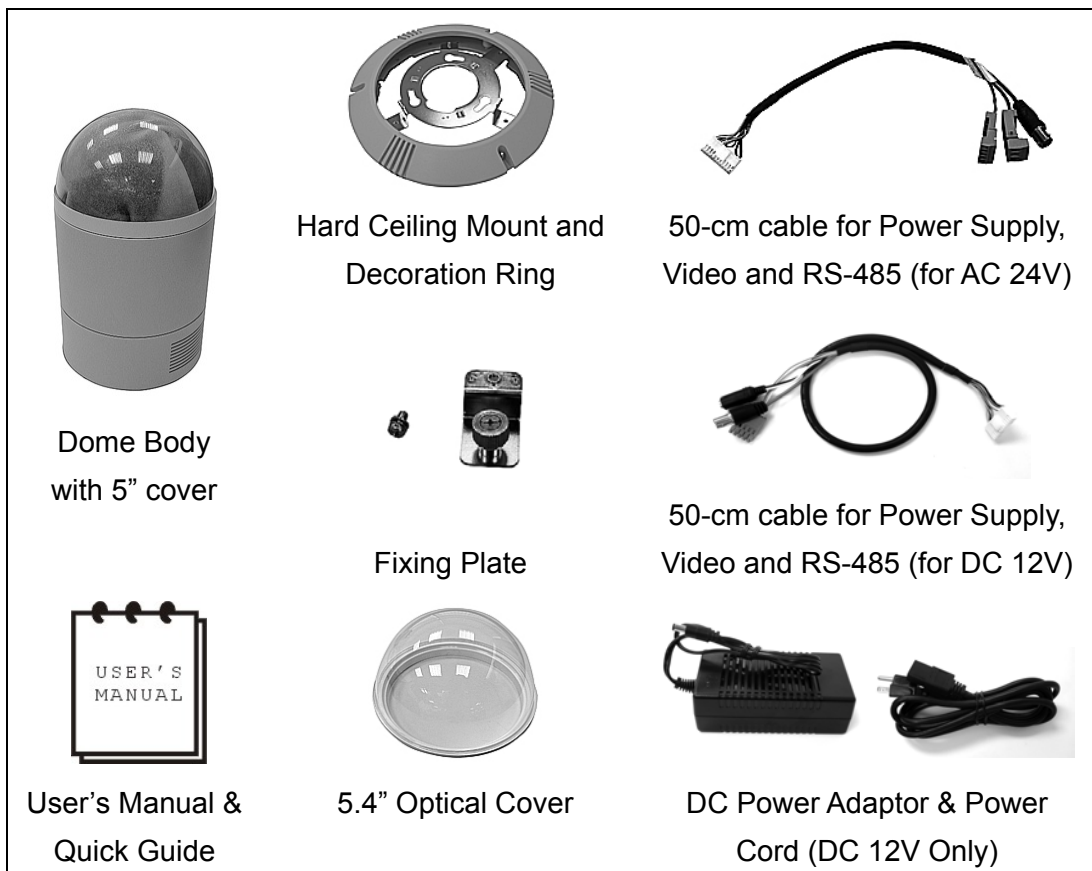 Hard Ceiling Mount and
Decoration Ring
50-cm cable for Power Supply,
Video and RS-485 (for AC 24V)
Dome Body
with 5” cover
Fixing Plate
50-cm cable for Power Supply,
Video and RS-485 (for DC 12V)
USER’S
MANUAL
User’s Manual &
Quick Guide
5.4” Optical Cover
DC Power Adaptor & Power
Cord (DC 12V Only)